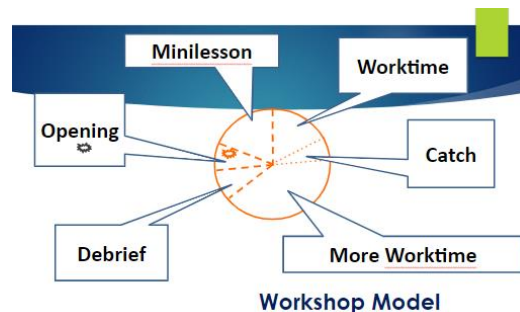 Minilesson
Worktime
Opening
Catch
Debrief
More Worktime
Workshop Model